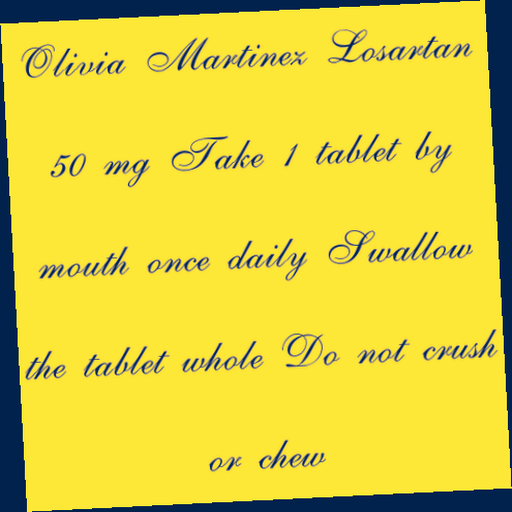 Olivia Martinez Losartan
50 mg Take 1 tablet by
mouth once daily Swallow
the tablet whole Do not crush
or chew